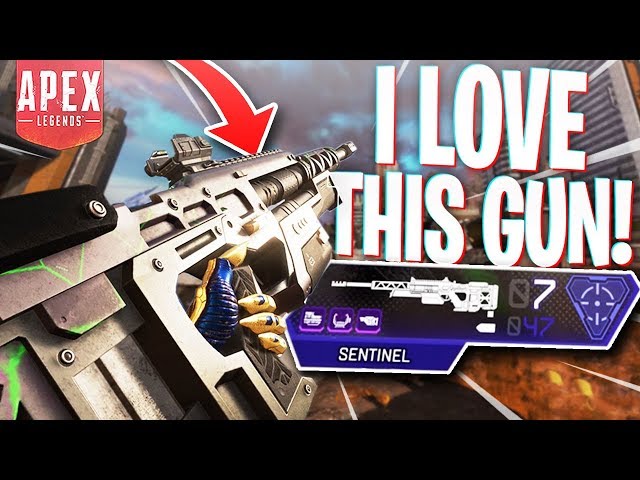 APEX
LEGENDS
I LOVE
THIS GUN!
07
047
SENTINEL